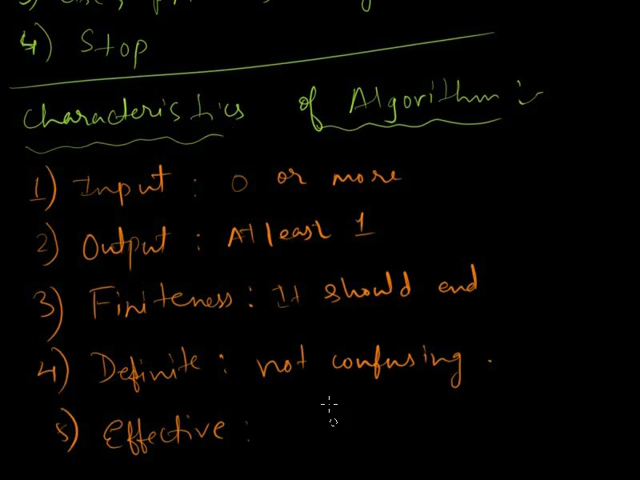 4) Stop
Characteristics of Algorithm :-
1) Input : 0 or more
2) Output : Atleast 1
3) Finiteness : It should end
4) Definite : not confusing .
5) Effective :